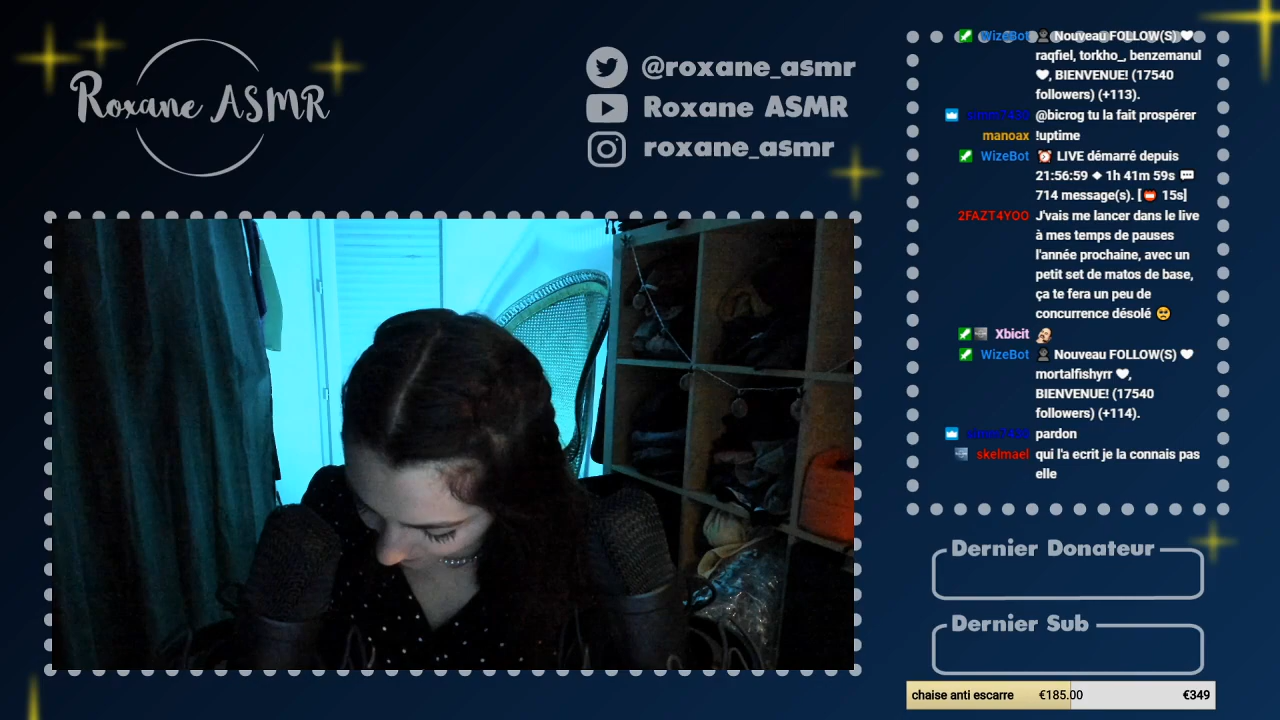 Roxane ASMR
@roxane_asmr
Roxane ASMR
roxane_asmr
WizeBot Nouveau FOLLOW(S)
raqfiel, torkho_, benzemanul
, BIENVENUE! (17540
followers) (+113).
@bicrog tu la fait prospérer
manoax !uptime
WizeBot LIVE démarré depuis
21:56:59 ◆ 1h 41m 59s
714 message(s). [ 15s]
2FAZT4YOO J'vais me lancer dans le live
à mes temps de pauses
l'année prochaine, avec un
petit set de matos de base,
ça te fera un peu de
concurrence désolé 🥺
Xbicit
WizeBot Nouveau FOLLOW(S)
mortalfishyrr ,
BIENVENUE! (17540
followers) (+114).
pardon
skelmael qui l'a ecrit je la connais pas
elle
Dernier Donateur
Dernier Sub
chaise anti escarre €185.00 €349